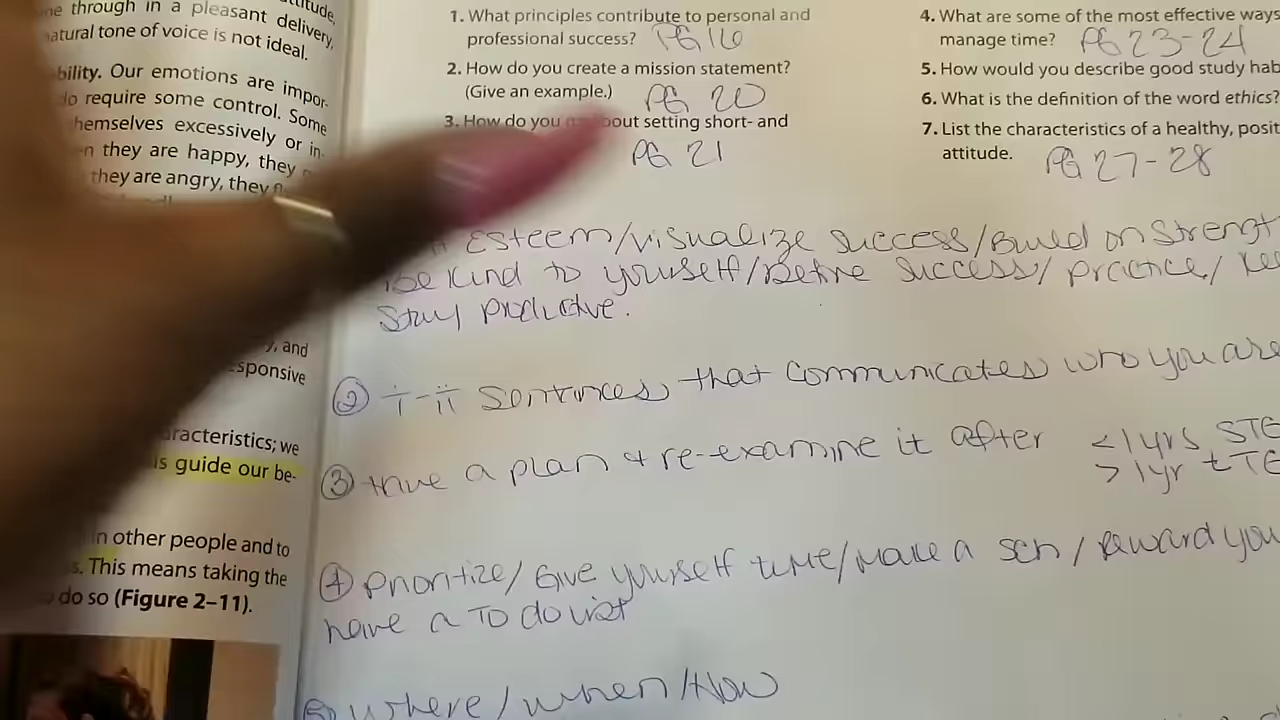 ne through in a pleasant delivery,
natural tone of voice is not ideal.
bility. Our emotions are impor-
do require some control. Some
hemselves excessively or in-
n they are happy, they
they are angry, they
y, and
sponsive
racteristics; we
is guide our be-
in other people and to
s. This means taking the
do so (Figure 2–11).
1. What principles contribute to personal and
professional success? PG 16
2. How do you create a mission statement?
(Give an example.) PG 20
3. How do you about setting short- and
PG 21
4. What are some of the most effective ways
manage time? PG 23-24
5. How would you describe good study hab
6. What is the definition of the word ethics?
7. List the characteristics of a healthy, posit
attitude. PG 27-28
Esteem/visualize success/Build on Strengt
Be kind to yourself/Define Success/practice/
Stay productive.
② i-ii sentences that communicates who you are
③ Have a plan + re-examine it after <1yrs STG
>1yr
④ Prioritize/Give yourself time/Make a sch/Reward you
have a To do list
⑤ Where/when/How